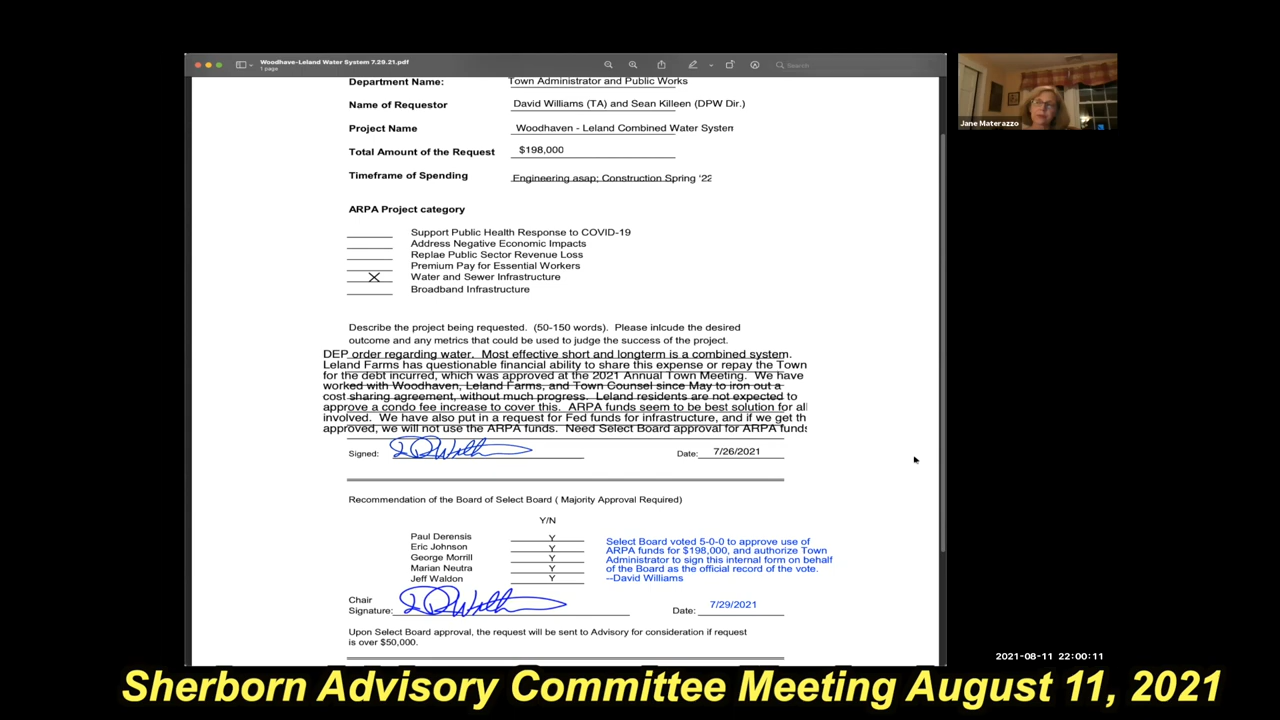 Woodhave-Leland Water System 7.29.21.pdf
1 page
Search
Department Name: Town Administrator and Public Works
Name of Requestor David Williams (TA) and Sean Killeen (DPW Dir.)
Project Name Woodhaven - Leland Combined Water System
Total Amount of the Request $198,000
Timeframe of Spending Engineering asap; Construction Spring '22
ARPA Project category
Support Public Health Response to COVID-19
Address Negative Economic Impacts
Replae Public Sector Revenue Loss
Premium Pay for Essential Workers
X Water and Sewer Infrastructure
Broadband Infrastructure
Describe the project being requested. (50-150 words). Please inlcude the desired
outcome and any metrics that could be used to judge the success of the project.
DEP order regarding water. Most effective short and longterm is a combined system.
Leland Farms has questionable financial ability to share this expense or repay the Town
for the debt incurred, which was approved at the 2021 Annual Town Meeting. We have
worked with Woodhaven, Leland Farms, and Town Counsel since May to iron out a
cost sharing agreement, without much progress. Leland residents are not expected to
approve a condo fee increase to cover this. ARPA funds seem to be best solution for all
involved. We have also put in a request for Fed funds for infrastructure, and if we get th
approved, we will not use the ARPA funds. Need Select Board approval for ARPA funds
Signed: Date: 7/26/2021
Recommendation of the Board of Select Board ( Majority Approval Required)
Y/N
Paul Derensis Y
Eric Johnson Y
George Morrill Y
Marian Neutra Y
Jeff Waldon Y
Select Board voted 5-0-0 to approve use of
ARPA funds for $198,000, and authorize Town
Administrator to sign this internal form on behalf
of the Board as the official record of the vote.
--David Williams
Chair
Signature: Date: 7/29/2021
Upon Select Board approval, the request will be sent to Advisory for consideration if request
is over $50,000.
Jane Materazzo
2021-08-11 22:00:11
Sherborn Advisory Committee Meeting August 11, 2021